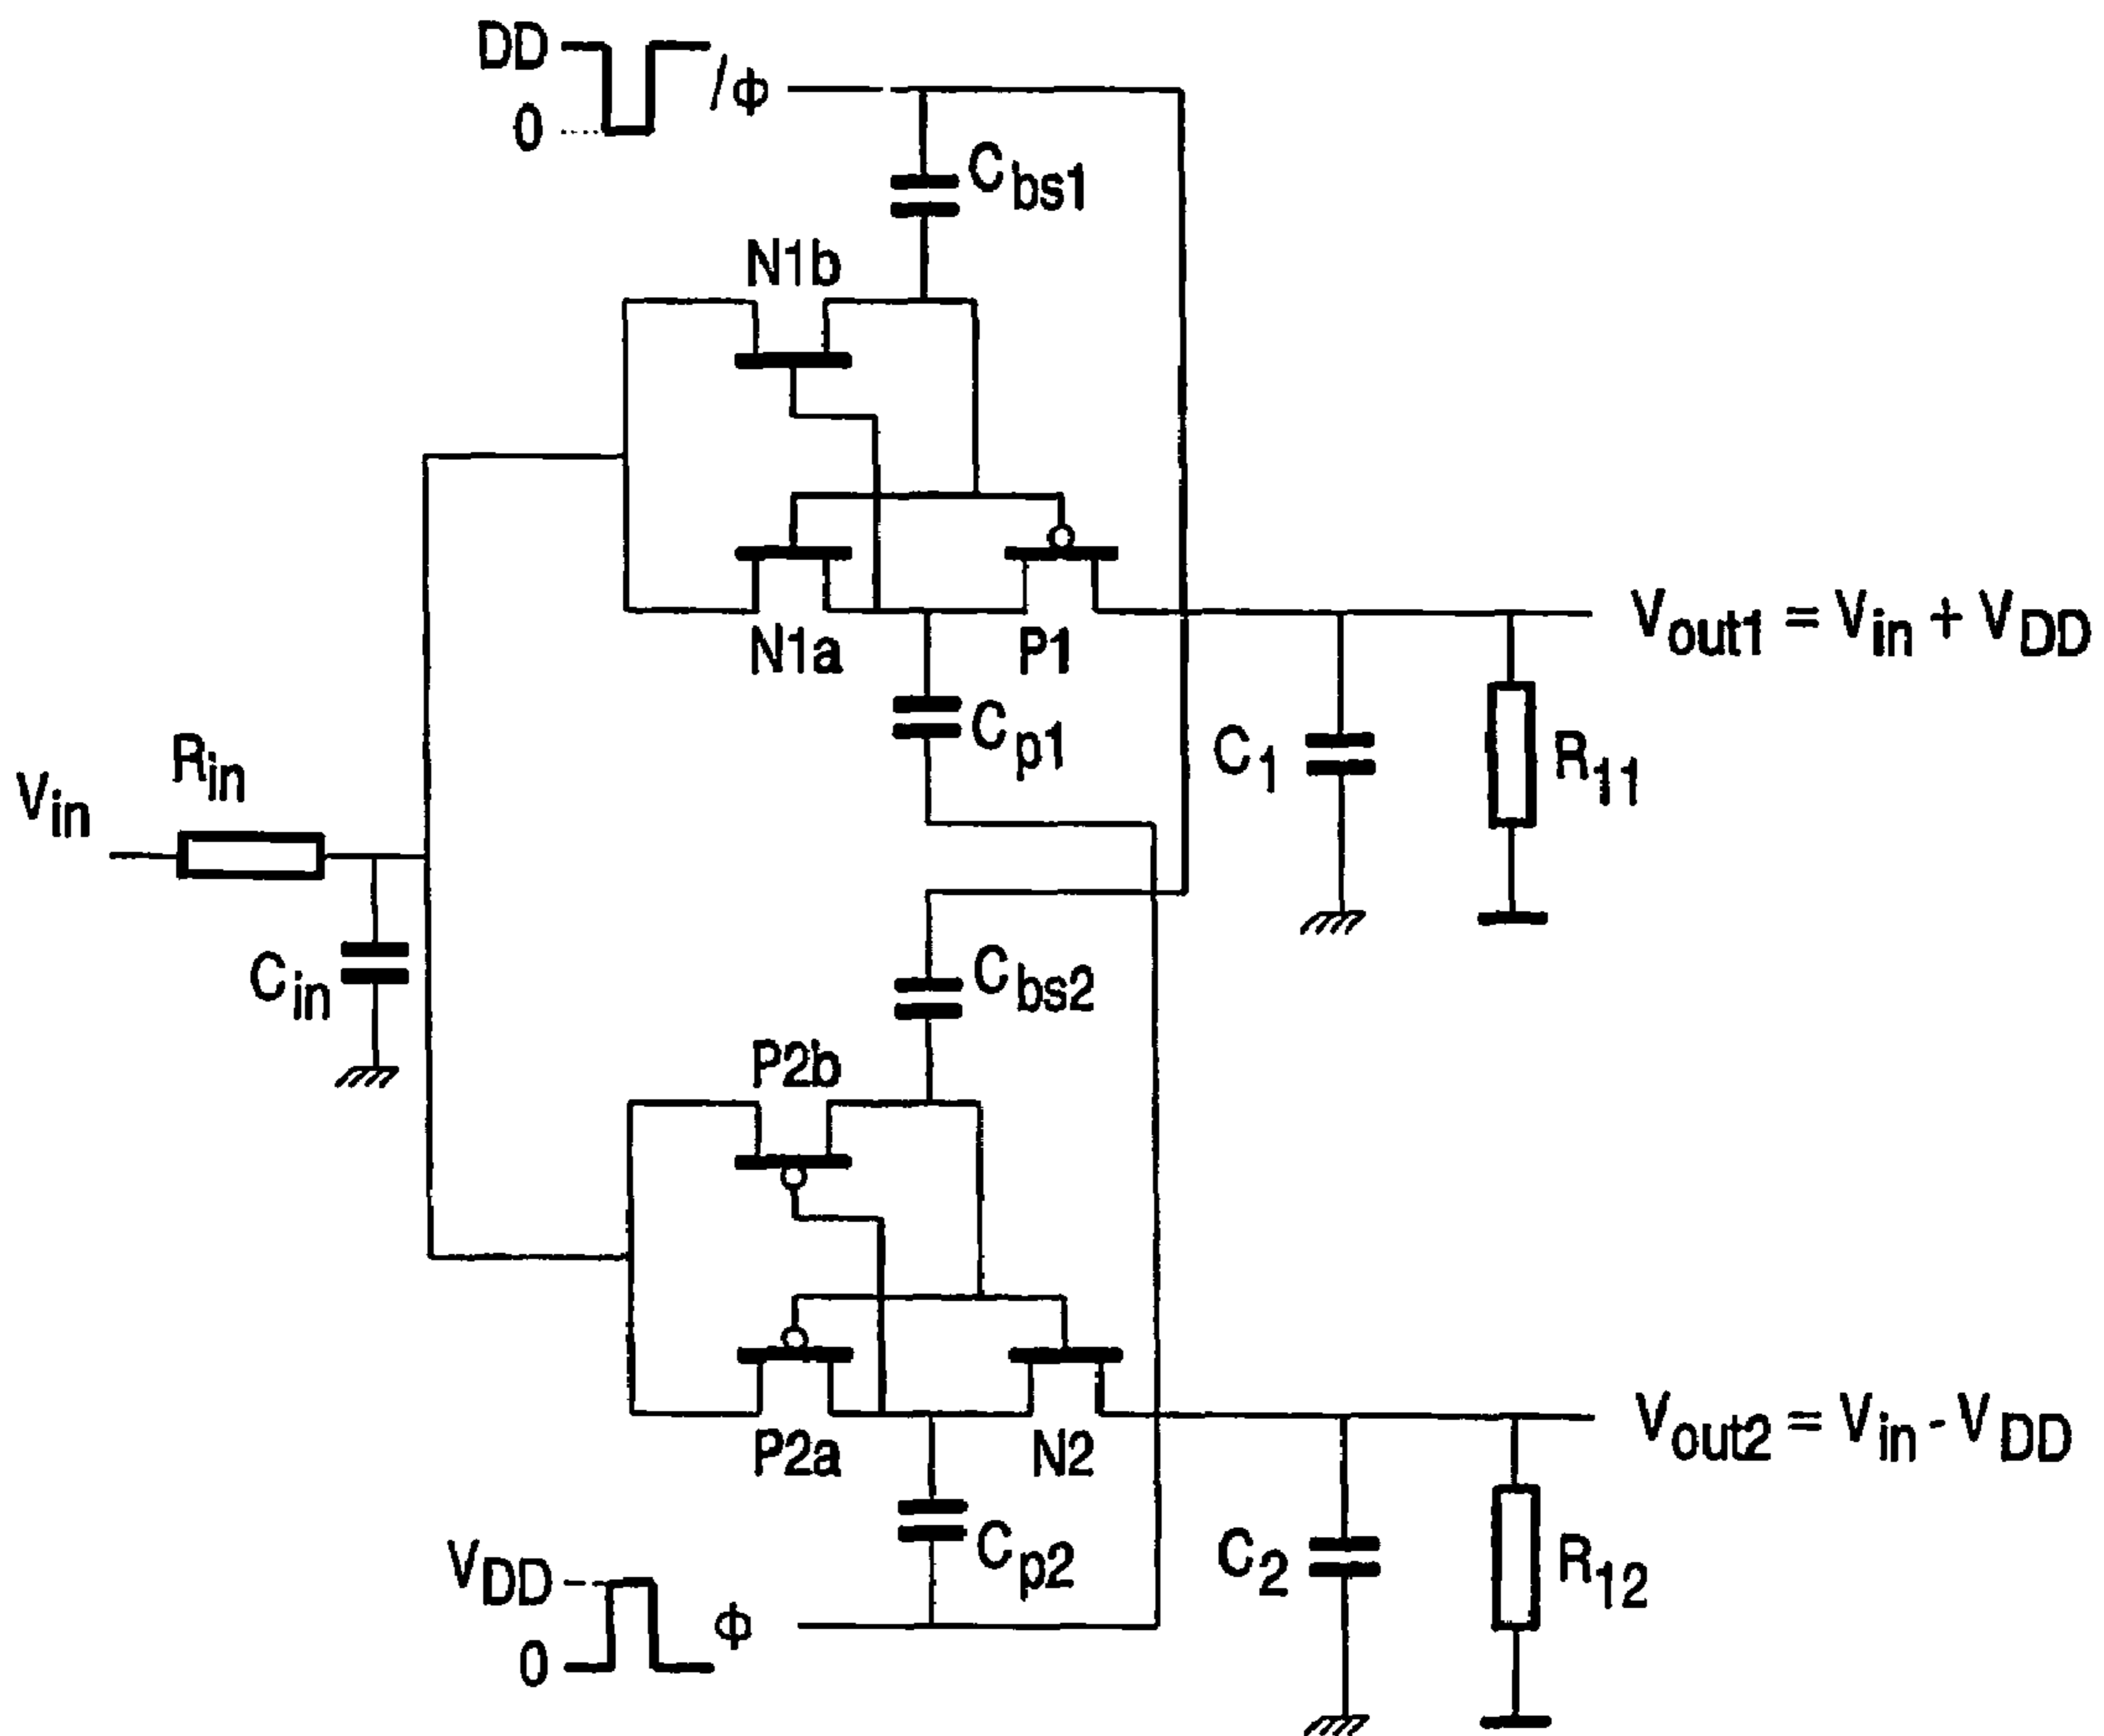 DD
/ϕ
0
Cbs1
N1b
N1a
P1
Vout1 = Vin + VDD
Cp1
C1
R11
Rin
Vin
Cin
Cbs2
P2b
P2a
N2
Vout2 = Vin - VDD
Cp2
C2
R12
VDD
ϕ
0